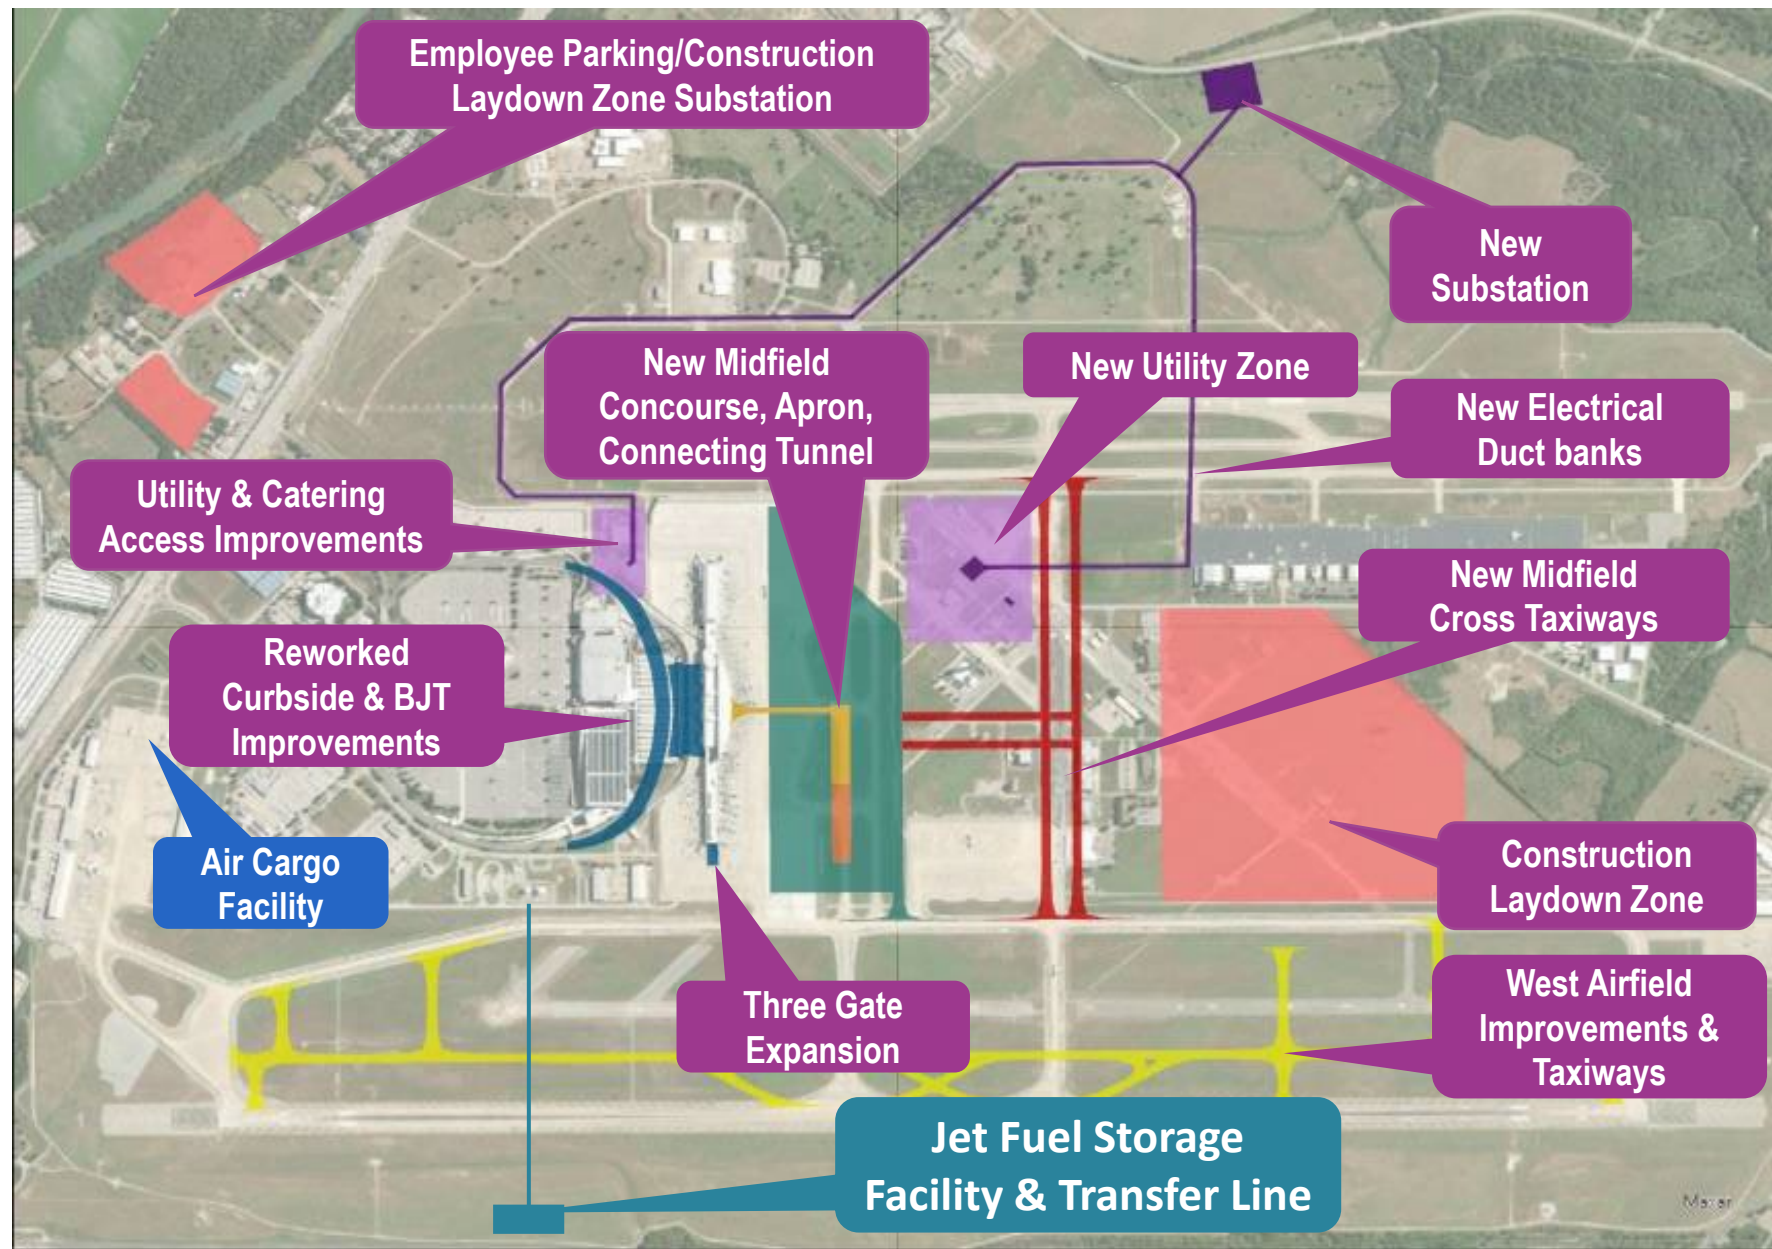 Employee Parking/Construction
Laydown Zone Substation
New
Substation
New Midfield
Concourse, Apron,
Connecting Tunnel
New Utility Zone
New Electrical
Duct banks
Utility & Catering
Access Improvements
New Midfield
Cross Taxiways
Reworked
Curbside & BJT
Improvements
Air Cargo
Facility
Construction
Laydown Zone
Three Gate
Expansion
West Airfield
Improvements &
Taxiways
Jet Fuel Storage
Facility & Transfer Line
Maxar